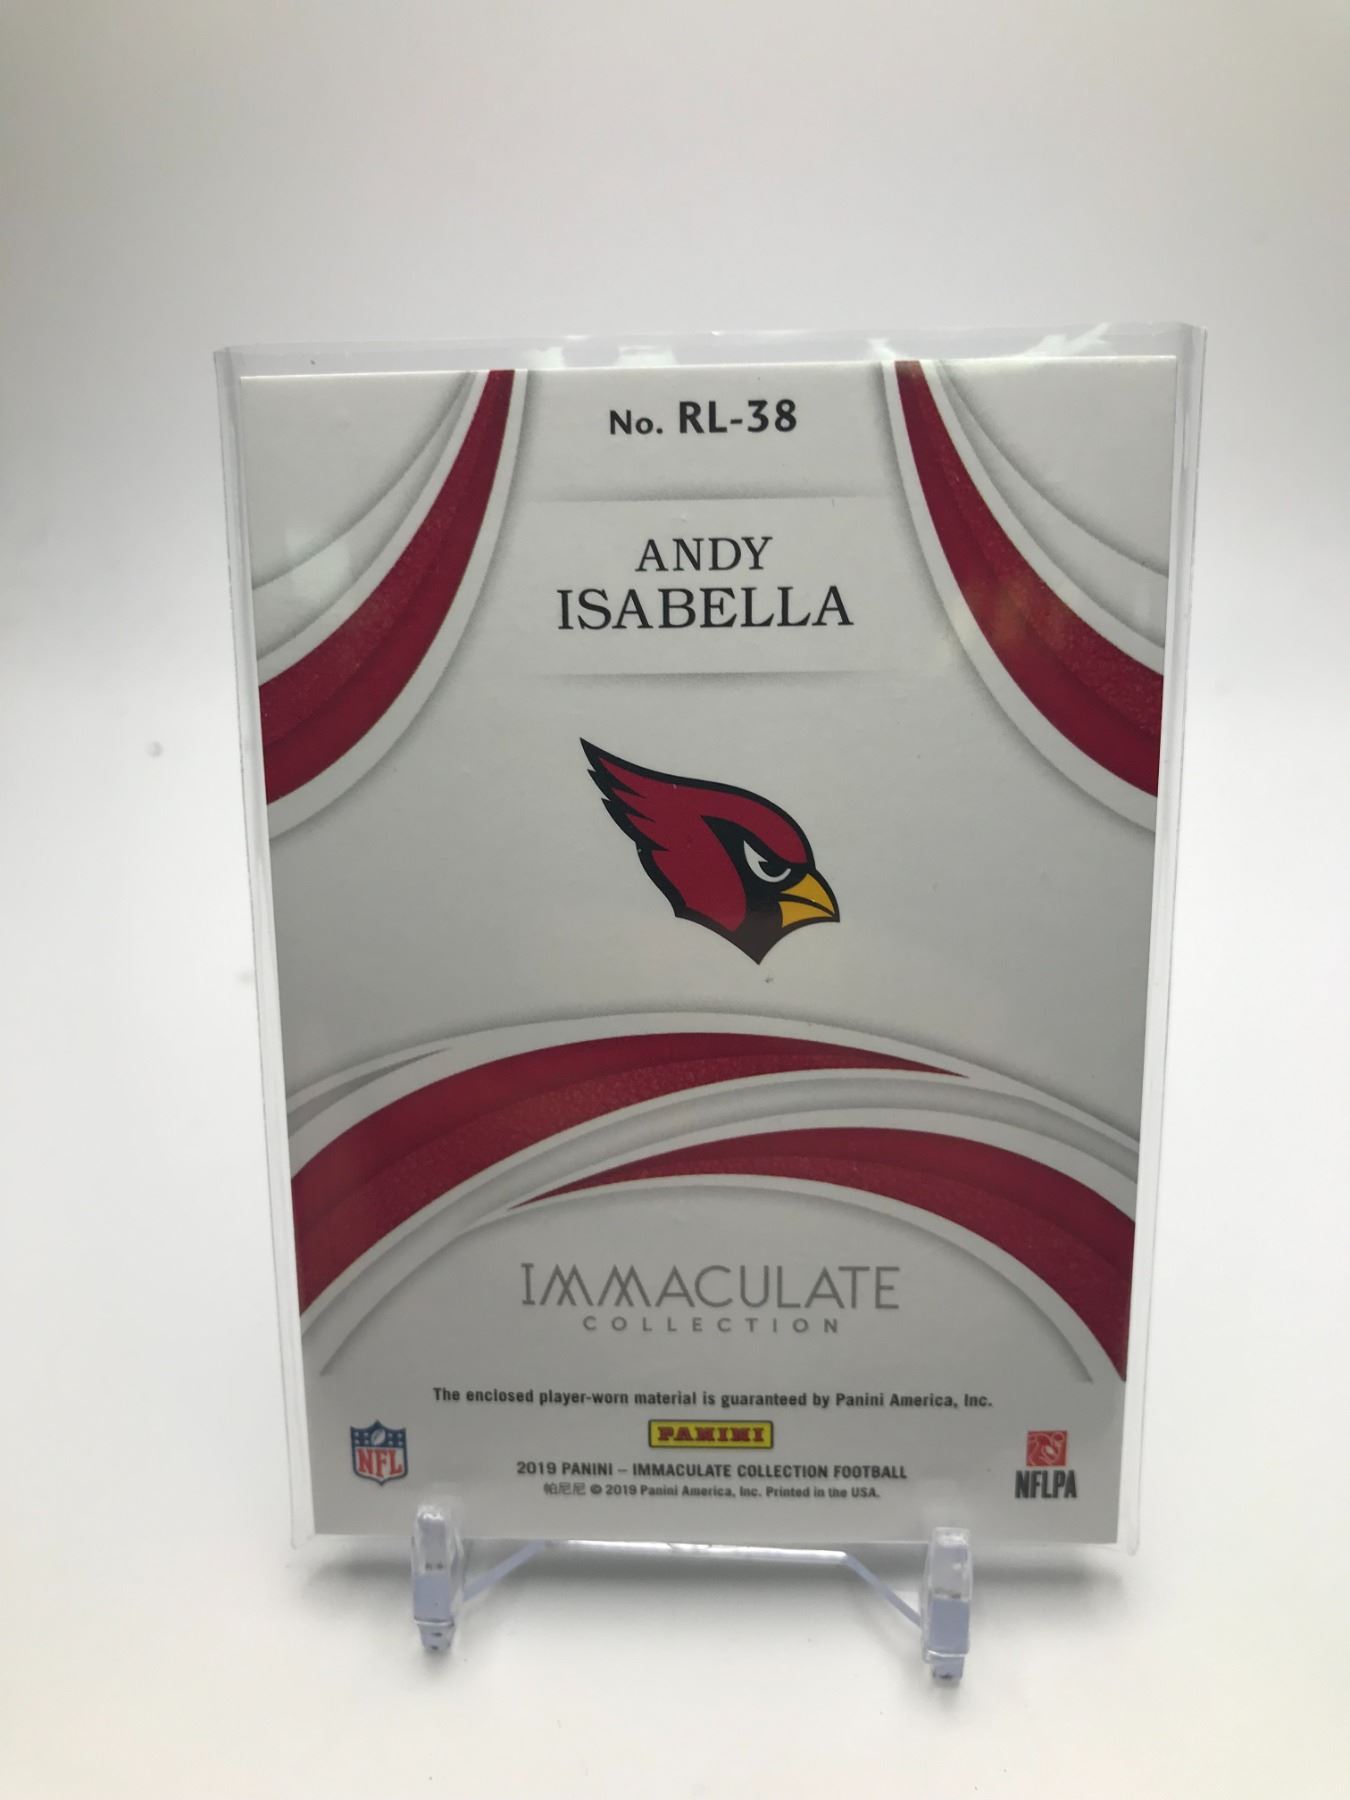 No. RL-38
ANDY
ISABELLA
IMMACULATE
COLLECTION
The enclosed player-worn material is guaranteed by Panini America, Inc.
PANINI
NFL
2019 PANINI – IMMACULATE COLLECTION FOOTBALL
NFLPA
帕尼尼 © 2019 Panini America, Inc. Printed in the USA.